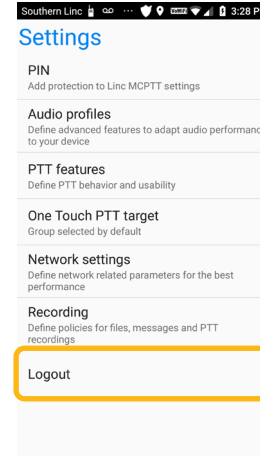 Southern Linc 3:28 P
Settings
PIN
Add protection to Linc MCPTT settings
Audio profiles
Define advanced features to adapt audio performanc
to your device
PTT features
Define PTT behavior and usability
One Touch PTT target
Group selected by default
Network settings
Define network related parameters for the best
performance
Recording
Define policies for files, messages and PTT
recordings
Logout